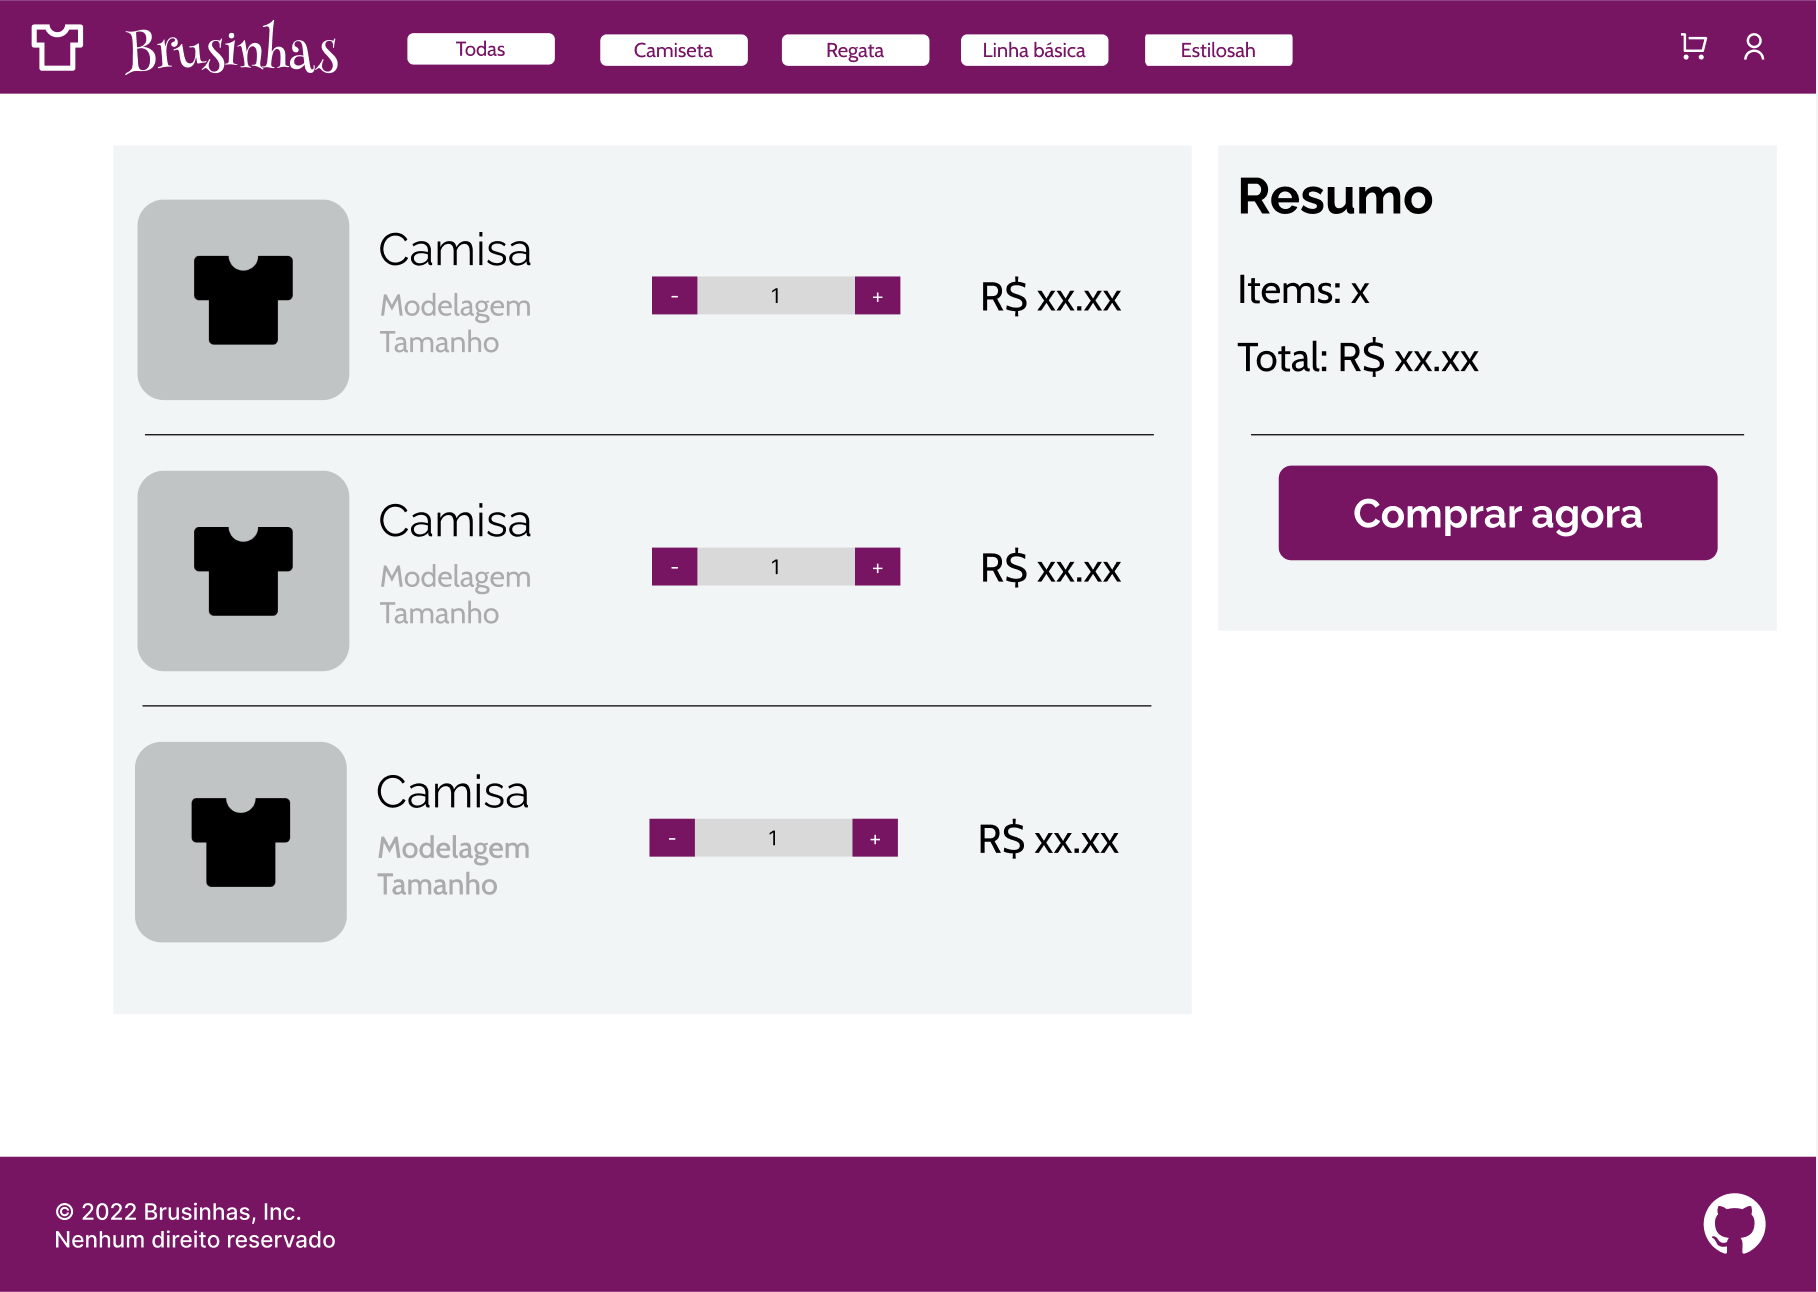 Brusinhas
Todas
Camiseta
Regata
Linha básica
Estilosah
Camisa
Modelagem
Tamanho
- 1 +
R$ xx.xx
Camisa
Modelagem
Tamanho
- 1 +
R$ xx.xx
Camisa
Modelagem
Tamanho
- 1 +
R$ xx.xx
Resumo
Items: x
Total: R$ xx.xx
Comprar agora
© 2022 Brusinhas, Inc.
Nenhum direito reservado